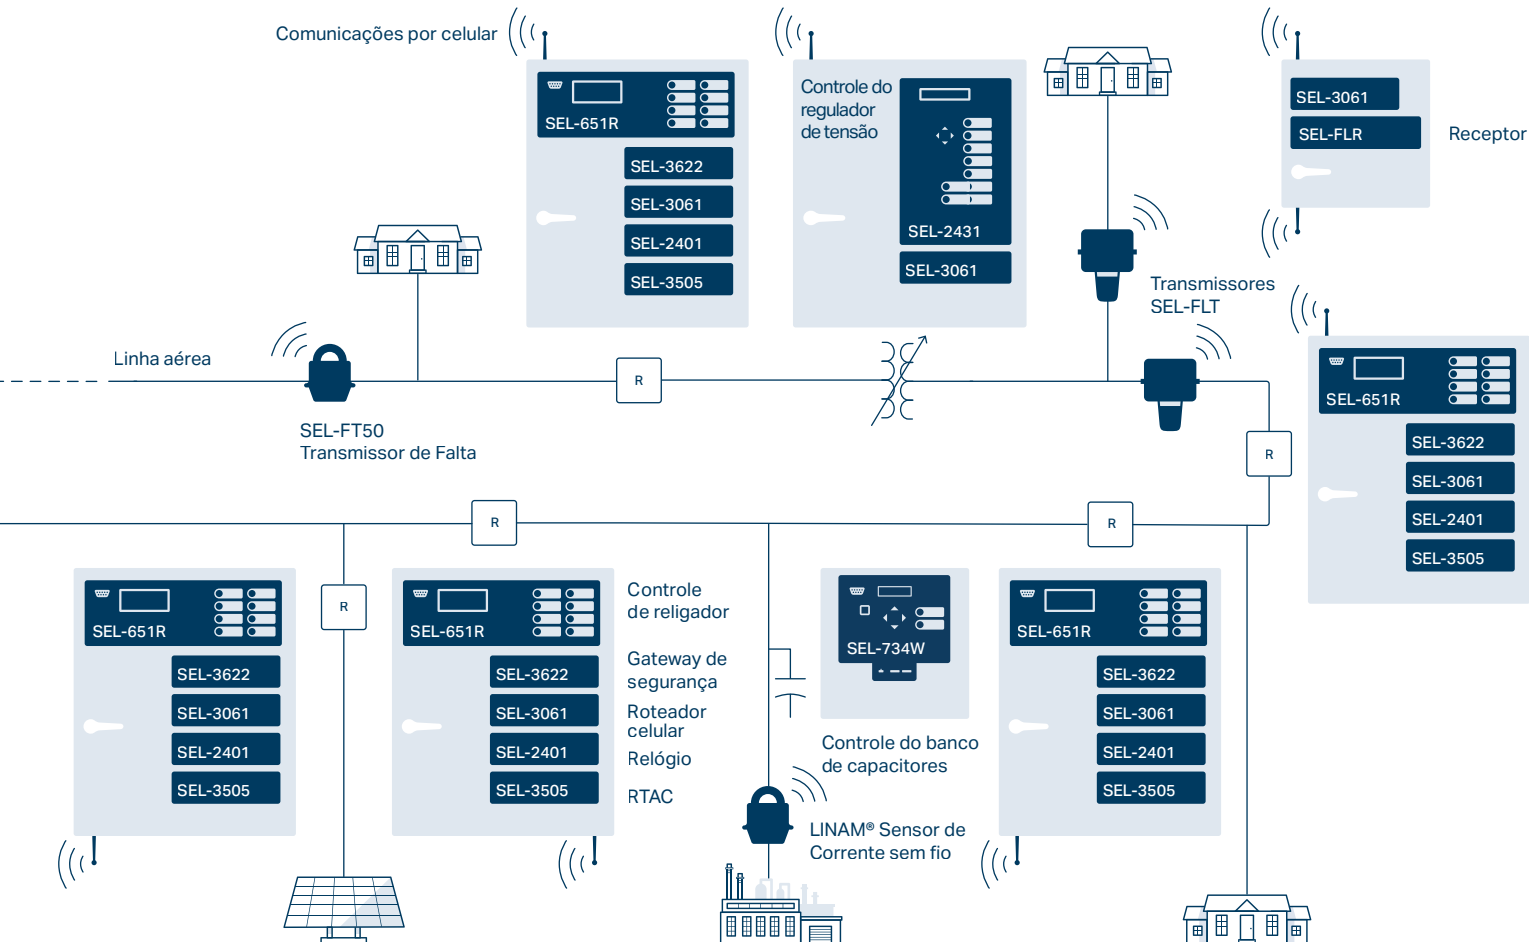 Comunicações por celular
SEL-651R
SEL-3622
SEL-3061
SEL-2401
SEL-3505
Controle do
regulador
de tensão
SEL-2431
SEL-3061
SEL-3061
SEL-FLR
Receptor
Transmissores
SEL-FLT
Linha aérea
SEL-FT50
Transmissor de Falta
R
R
SEL-651R
SEL-3622
SEL-3061
SEL-2401
SEL-3505
R
R
R
SEL-651R
SEL-3622
SEL-3061
SEL-2401
SEL-3505
SEL-651R
SEL-3622
SEL-3061
SEL-2401
SEL-3505
Controle
de religador
Gateway de
segurança
Roteador
celular
Relógio
RTAC
SEL-734W
Controle do banco
de capacitores
LINAM® Sensor de
Corrente sem fio
SEL-651R
SEL-3622
SEL-3061
SEL-2401
SEL-3505